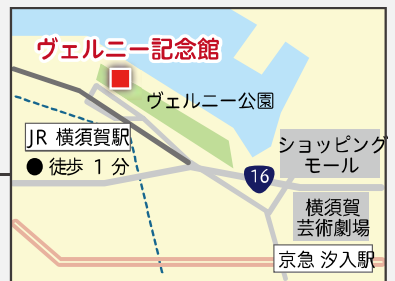 ヴェルニー記念館
ヴェルニー公園
JR 横須賀駅
● 徒歩 1 分
ショッピング
モール
16
横須賀
芸術劇場
京急 汐入駅